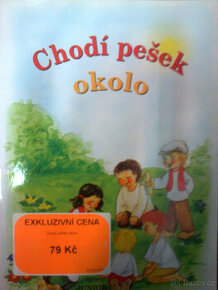 Chodí pešek
okolo
EXKLUZIVNÍ CENA
79 Kč